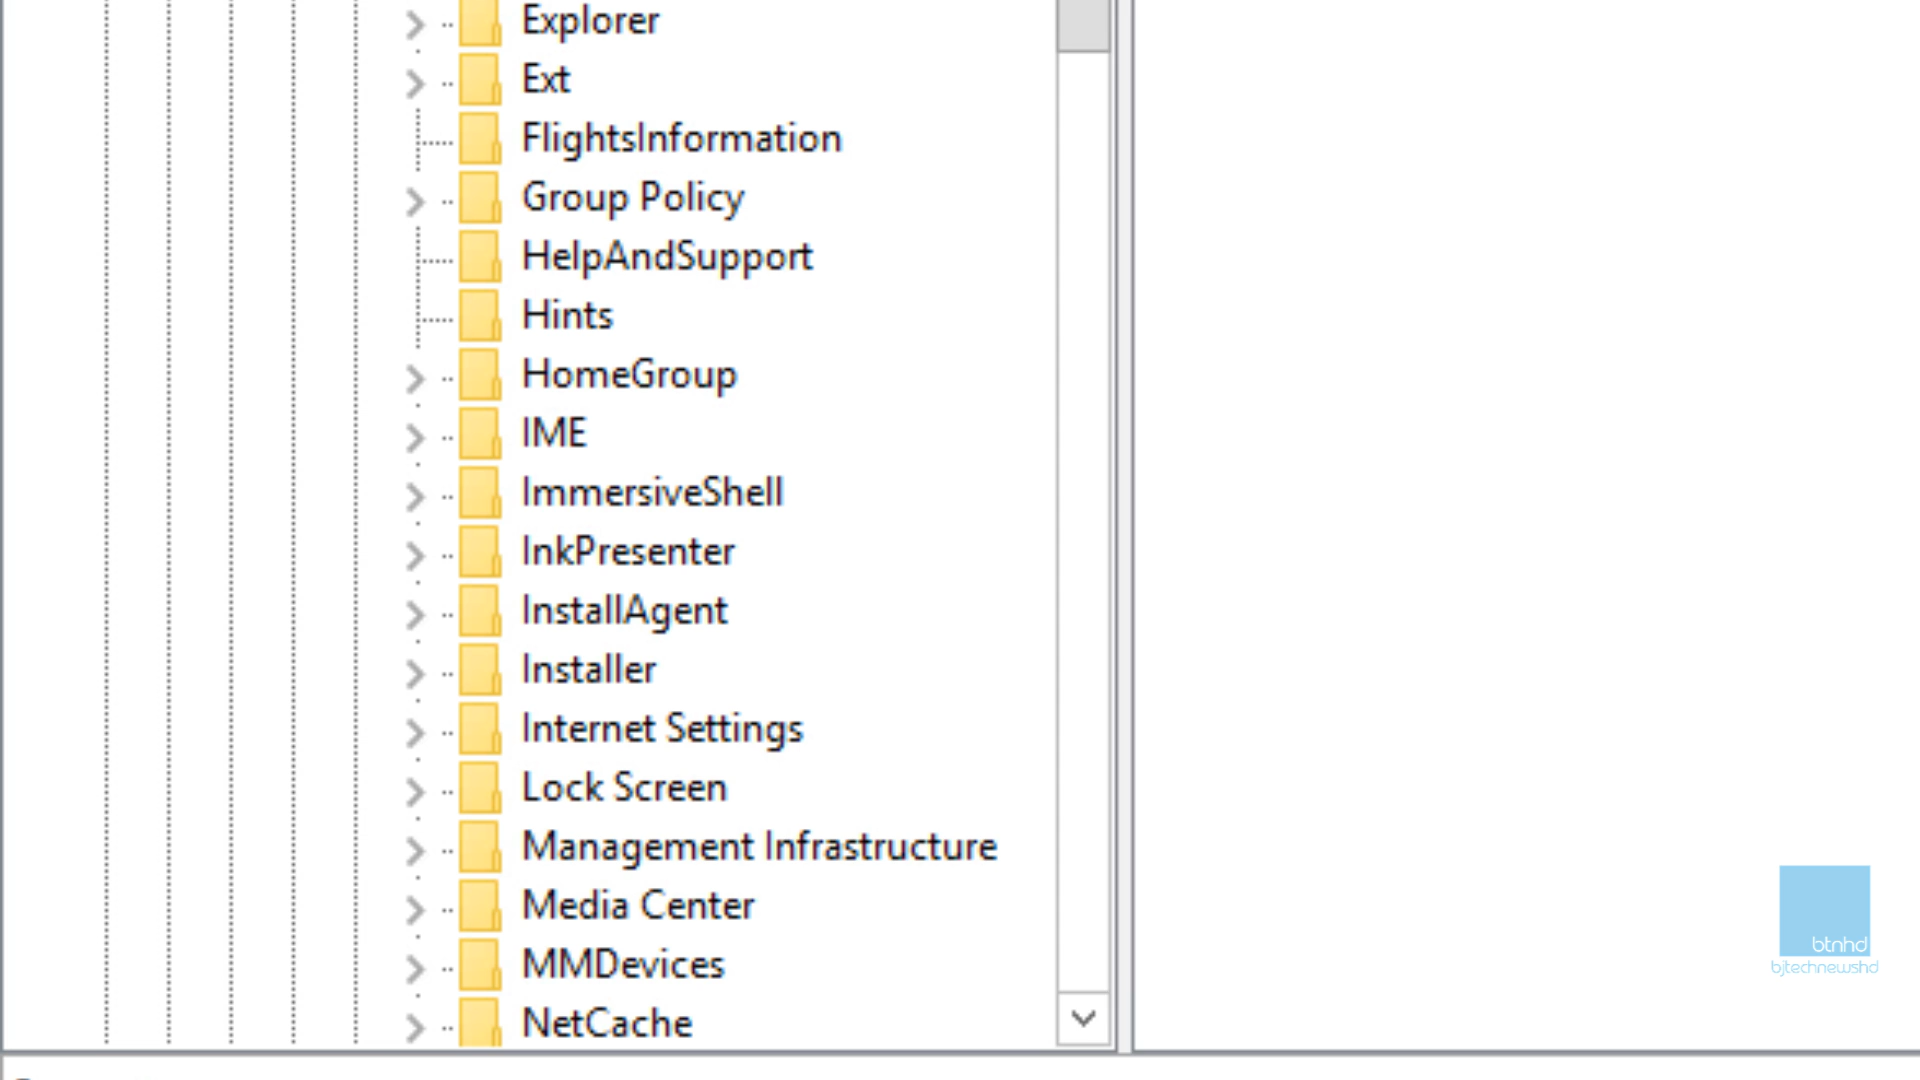 Explorer
Ext
FlightsInformation
Group Policy
HelpAndSupport
Hints
HomeGroup
IME
ImmersiveShell
InkPresenter
InstallAgent
Installer
Internet Settings
Lock Screen
Management Infrastructure
Media Center
MMDevices
NetCache
btnhd
bjtechnewshd